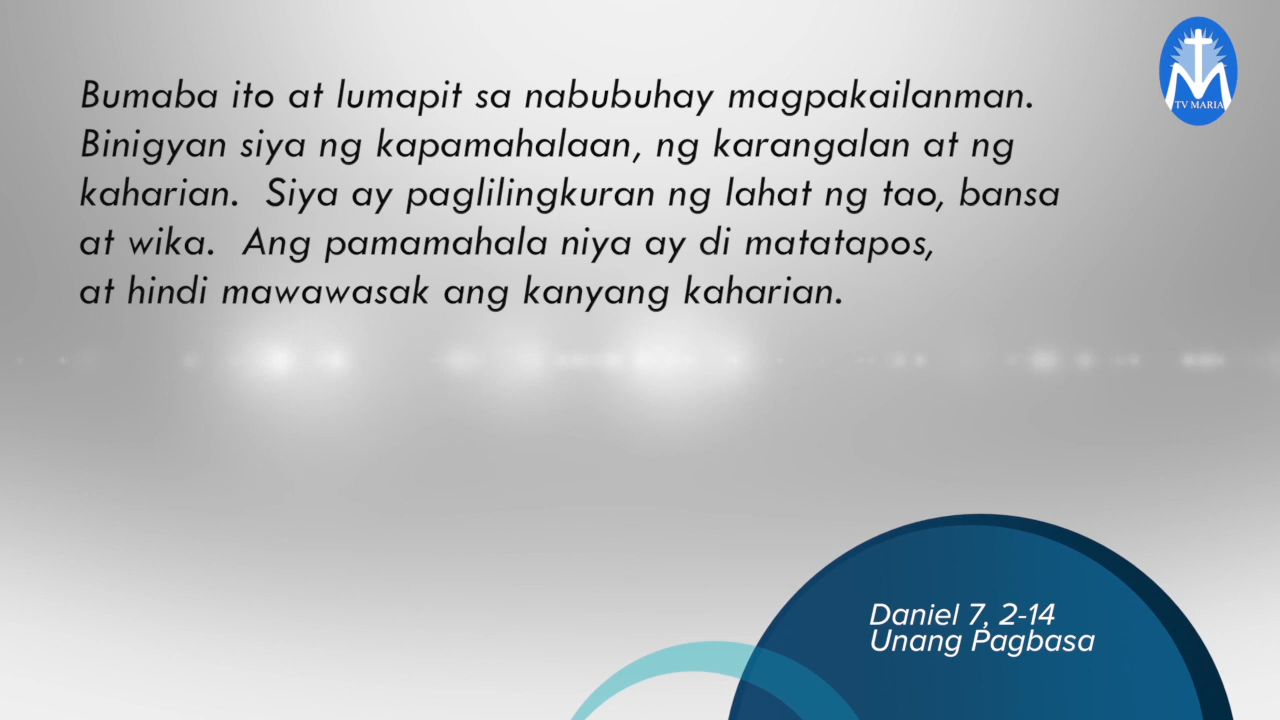 TV MARIA
Bumaba ito at lumapit sa nabubuhay magpakailanman.
Binigyan siya ng kapamahalaan, ng karangalan at ng
kaharian.  Siya ay paglilingkuran ng lahat ng tao, bansa
at wika.  Ang pamamahala niya ay di matatapos,
at hindi mawawasak ang kanyang kaharian.
Daniel 7, 2-14
Unang Pagbasa